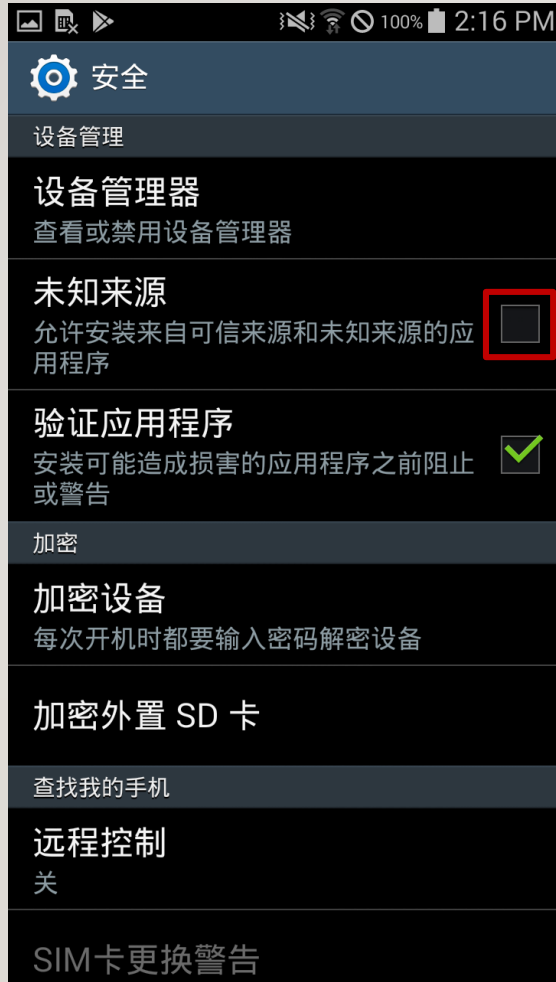 100% 2:16 PM
安全
设备管理
设备管理器
查看或禁用设备管理器
未知来源
允许安装来自可信来源和未知来源的应
用程序
验证应用程序
安装可能造成损害的应用程序之前阻止
或警告
加密
加密设备
每次开机时都要输入密码解密设备
加密外置 SD 卡
查找我的手机
远程控制
关
SIM卡更换警告